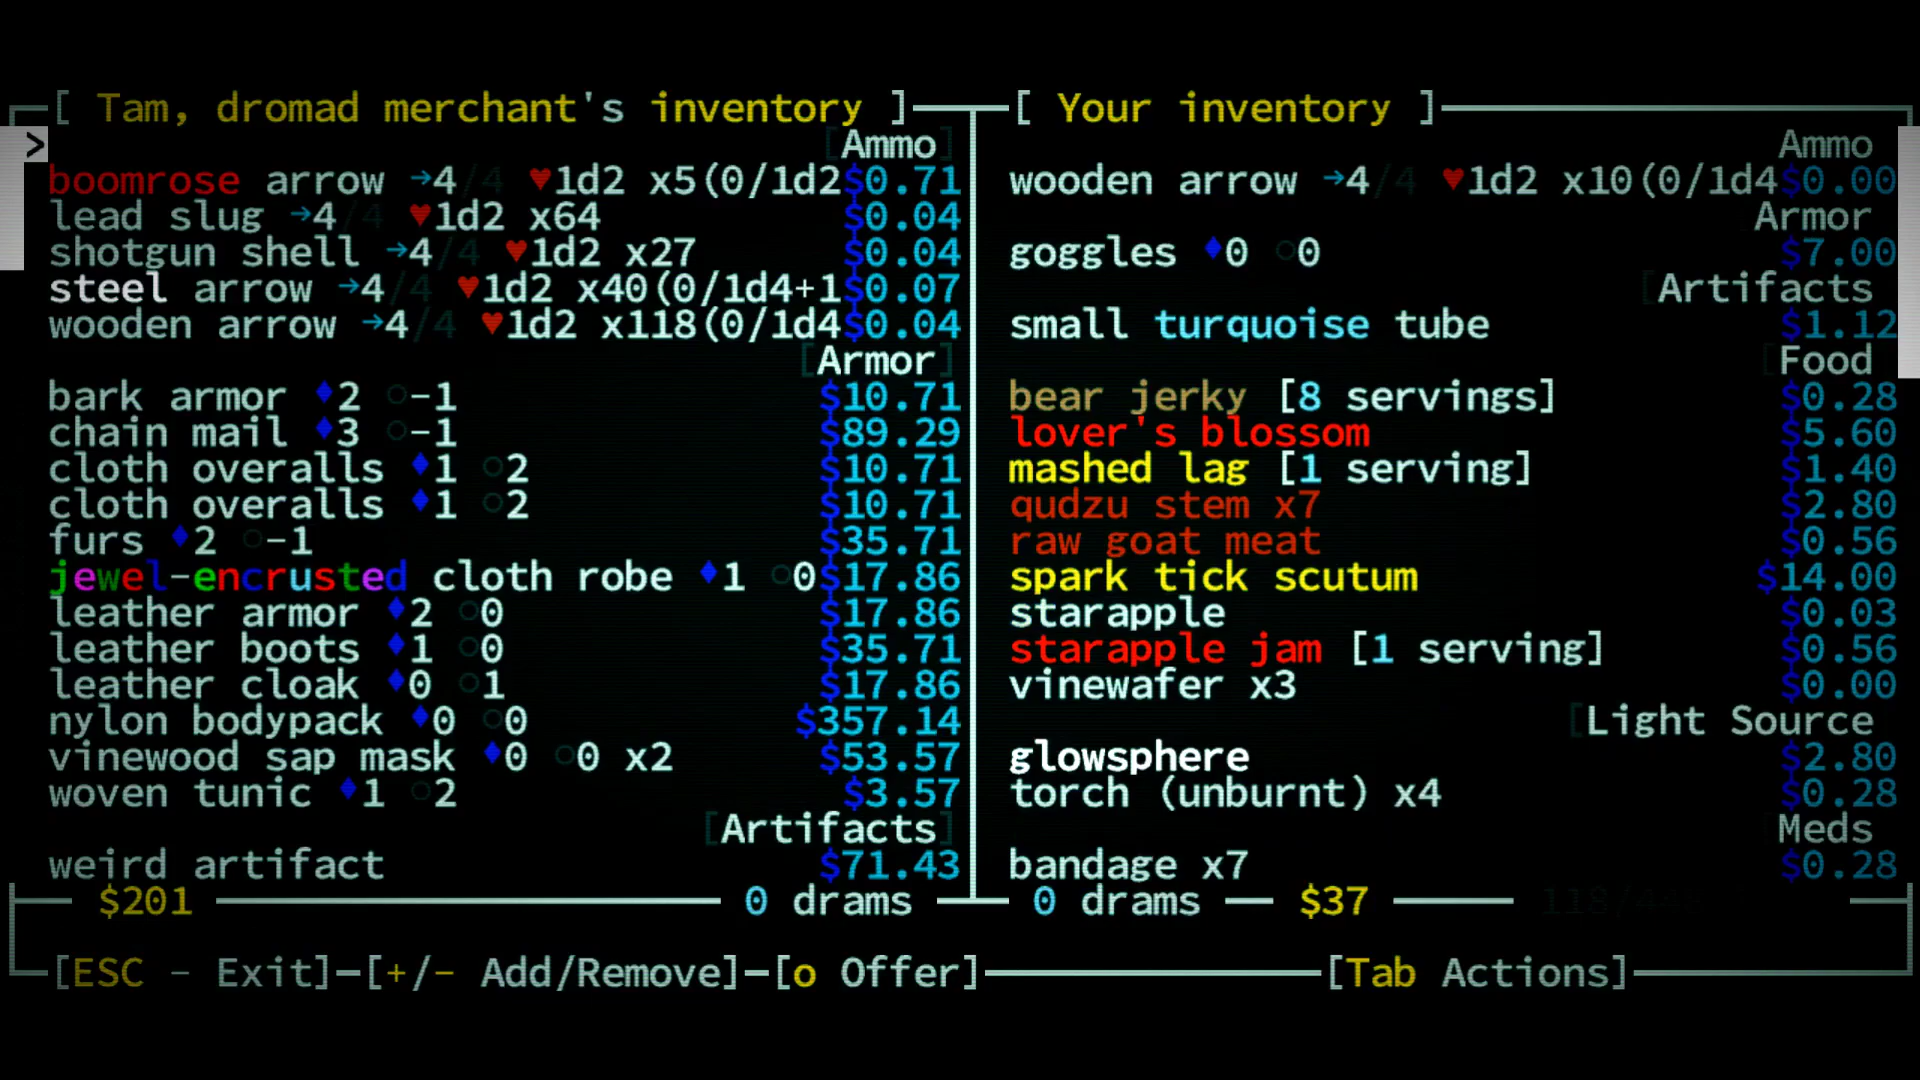 [ Tam, dromad merchant's inventory ]
>
[Ammo]
boomrose arrow →4/4 ♥1d2 x5(0/1d2 $0.71
lead slug →4/4 ♥1d2 x64 $0.04
shotgun shell →4/4 ♥1d2 x27 $0.04
steel arrow →4/4 ♥1d2 x40(0/1d4+1 $0.07
wooden arrow →4/4 ♥1d2 x118(0/1d4 $0.04
[Armor]
bark armor ♦2 ○-1 $10.71
chain mail ♦3 ○-1 $89.29
cloth overalls ♦1 ○2 $10.71
cloth overalls ♦1 ○2 $10.71
furs ♦2 ○-1 $35.71
jewel-encrusted cloth robe ♦1 ○0 $17.86
leather armor ♦2 ○0 $17.86
leather boots ♦1 ○0 $35.71
leather cloak ♦0 ○1 $17.86
nylon bodypack ♦0 ○0 $357.14
vinewood sap mask ♦0 ○0 x2 $53.57
woven tunic ♦1 ○2 $3.57
[Artifacts]
weird artifact $71.43
$201 0 drams
[ Your inventory ]
Ammo
wooden arrow →4/4 ♥1d2 x10(0/1d4 $0.00
Armor
goggles ♦0 ○0 $7.00
[Artifacts
small turquoise tube $1.12
[Food
bear jerky [8 servings] $0.28
lover's blossom $5.60
mashed lag [1 serving] $1.40
qudzu stem x7 $2.80
raw goat meat $0.56
spark tick scutum $14.00
starapple $0.03
starapple jam [1 serving] $0.56
vinewafer x3 $0.00
[Light Source
glowsphere $2.80
torch (unburnt) x4 $0.28
Meds
bandage x7 $0.28
0 drams $37
[ESC - Exit] [+/- Add/Remove] [o Offer] [Tab Actions]